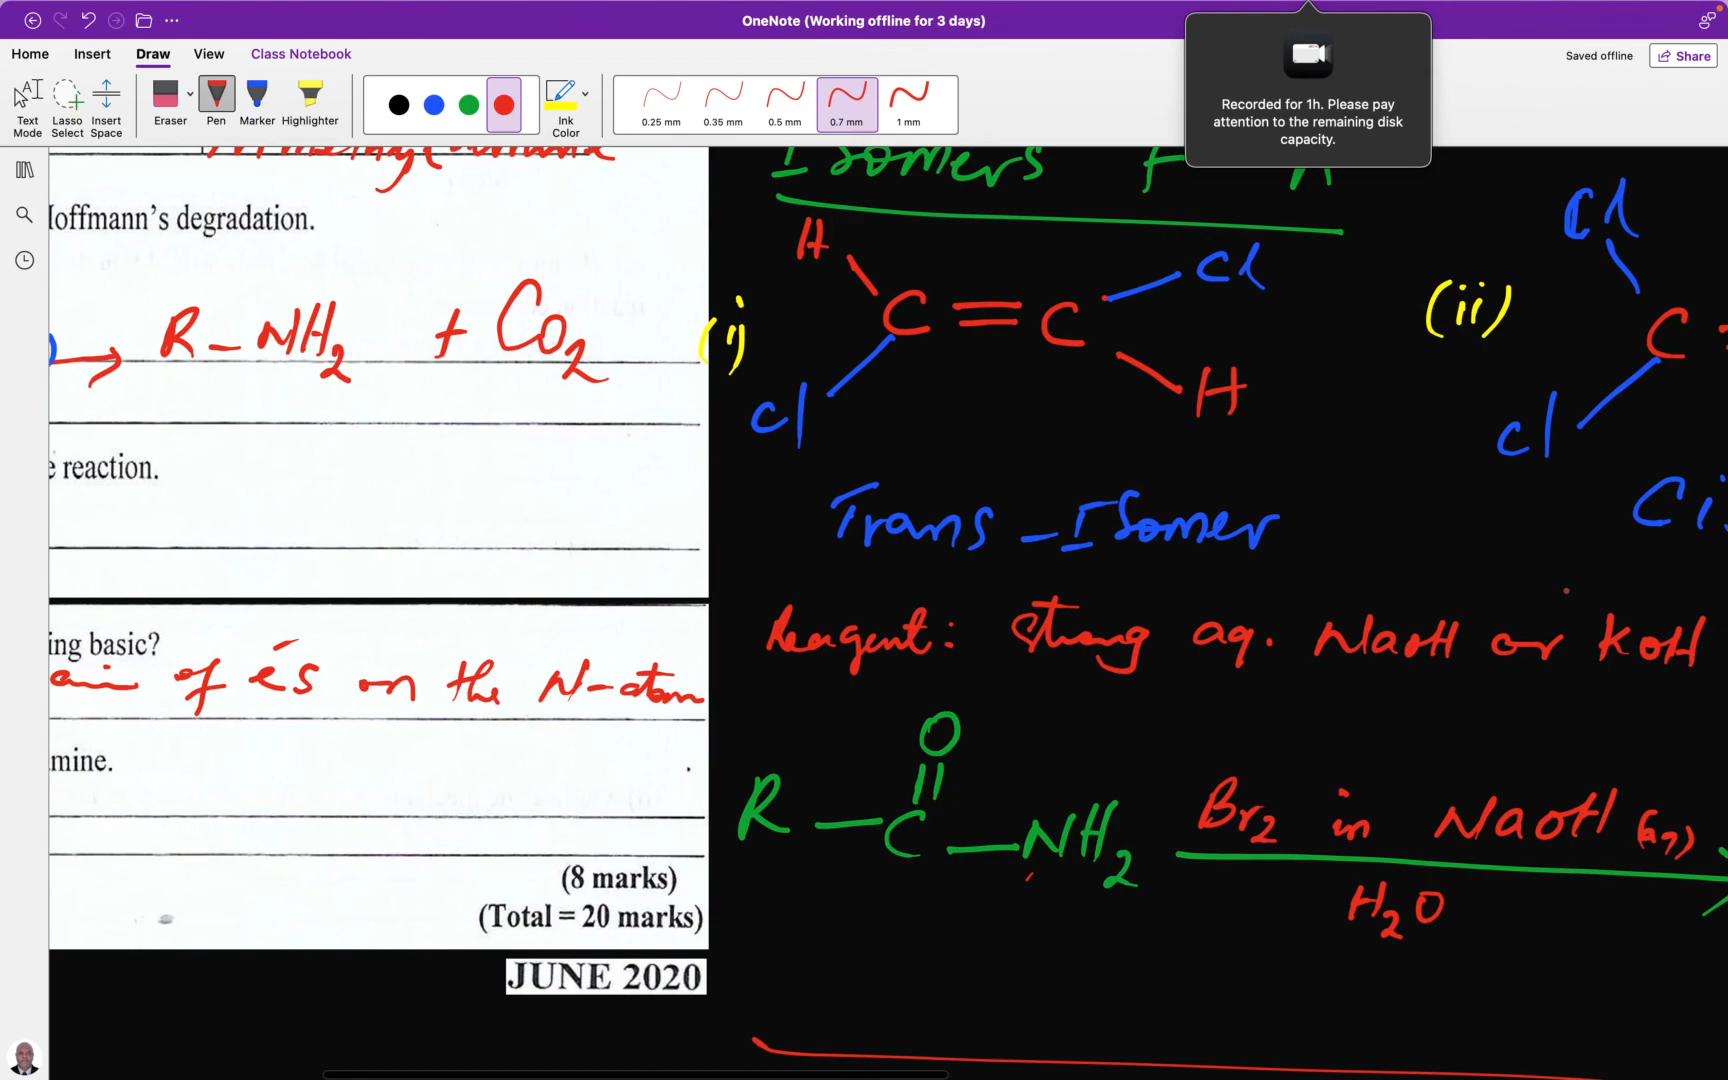 OneNote (Working offline for 3 days)
Home Insert Draw View Class Notebook
Saved offline Share
Text Mode
Lasso Select
Insert Space
Eraser
Pen
Marker
Highlighter
Ink Color
0.25 mm 0.35 mm 0.5 mm 0.7 mm 1 mm
Recorded for 1h. Please pay
attention to the remaining disk
capacity.
offmann's degradation.
R - NH2 + CO2
e reaction.
ing basic?
of és on the N-atom
mine.
(8 marks)
(Total = 20 marks)
JUNE 2020
Isomers
(i)
H Cl
C = C
Cl H
(ii)
Cl
C
Cl
Trans - Isomer
Ci
Reagent: Strong aq. NaOH or KOH
O
R - C - NH2
Br2 in NaOH (aq)
H2O